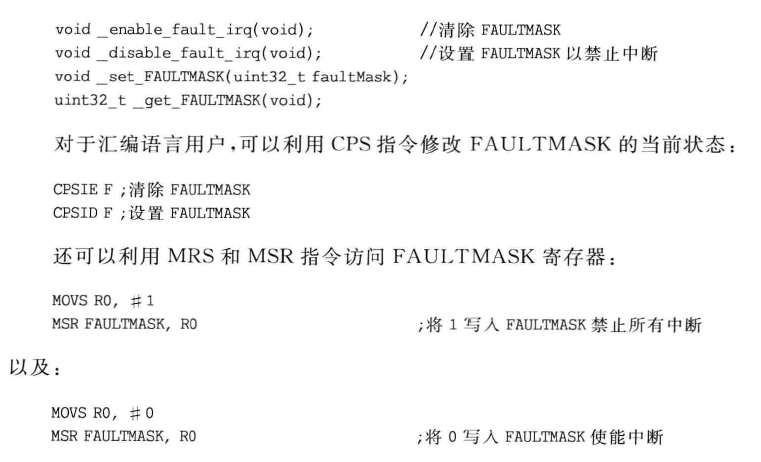 void _enable_fault_irq(void); //清除 FAULTMASK
void _disable_fault_irq(void); //设置 FAULTMASK 以禁止中断
void _set_FAULTMASK(uint32_t faultMask);
uint32_t _get_FAULTMASK(void);
对于汇编语言用户,可以利用 CPS 指令修改 FAULTMASK 的当前状态:
CPSIE F ;清除 FAULTMASK
CPSID F ;设置 FAULTMASK
还可以利用 MRS 和 MSR 指令访问 FAULTMASK 寄存器:
MOVS R0, #1
MSR FAULTMASK, R0 ;将 1 写入 FAULTMASK 禁止所有中断
以及:
MOVS R0, #0
MSR FAULTMASK, R0 ;将 0 写入 FAULTMASK 使能中断